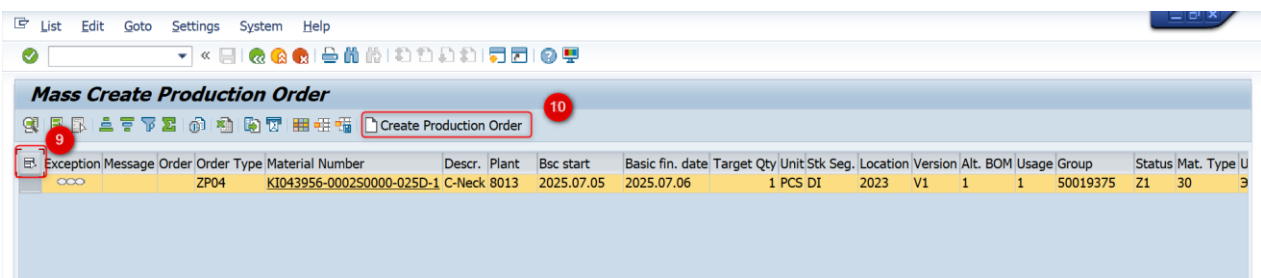 List Edit Goto Settings System Help
Mass Create Production Order
10
Create Production Order
9
Exception Message Order Order Type Material Number Descr. Plant Bsc start Basic fin. date Target Qty Unit Stk Seg. Location Version Alt. BOM Usage Group Status Mat. Type U
ZP04 KI043956-0002S0000-025D-1 C-Neck 8013 2025.07.05 2025.07.06 1 PCS DI 2023 V1 1 1 50019375 Z1 30